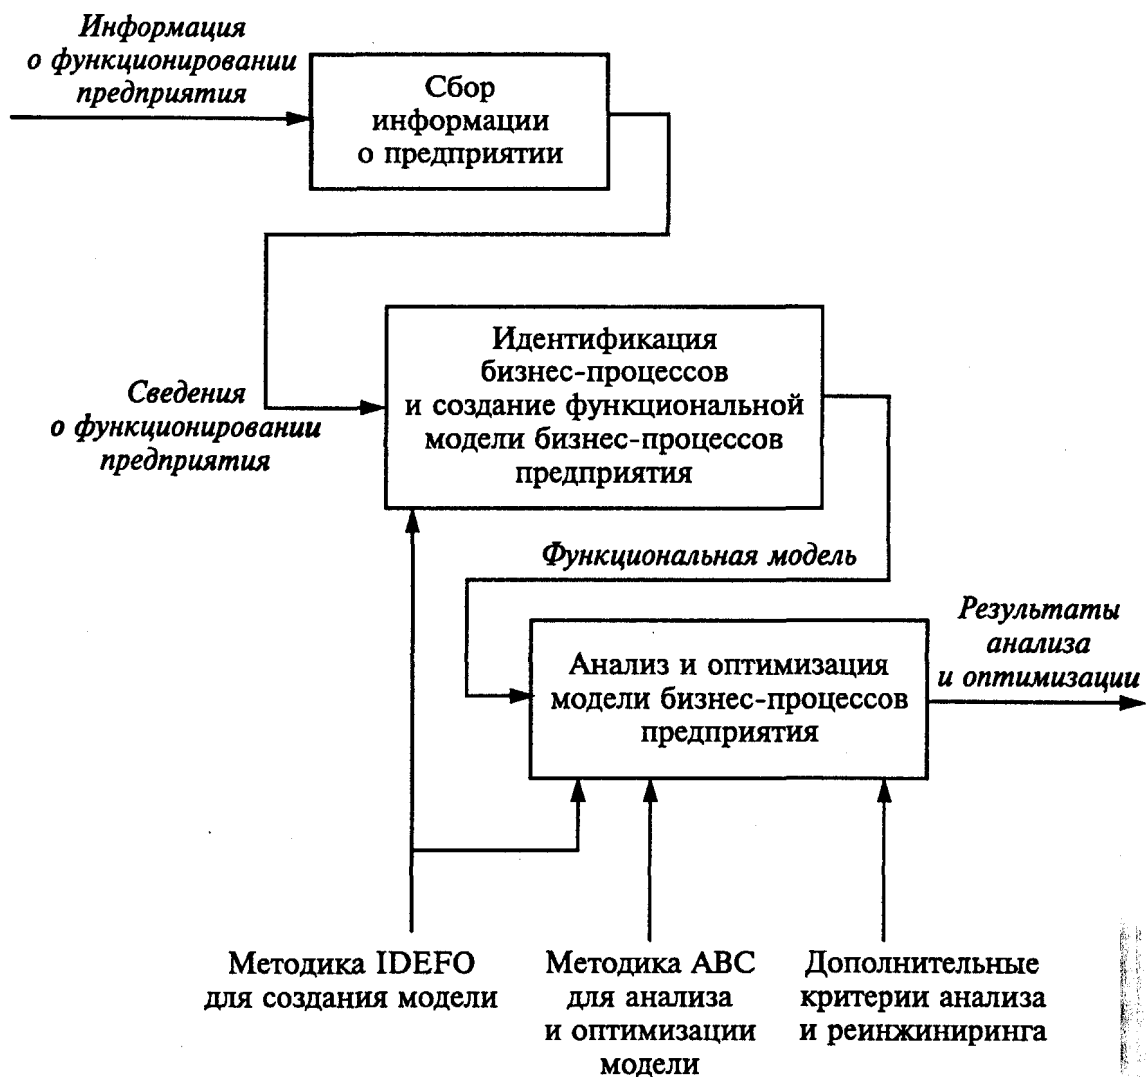 Информация
о функционировании
предприятия
Сбор
информации
о предприятии
Идентификация
бизнес-процессов
и создание функциональной
модели бизнес-процессов
предприятия
Сведения
о функционировании
предприятия
Функциональная модель
Результаты
анализа
и оптимизации
Анализ и оптимизация
модели бизнес-процессов
предприятия
Методика IDEFO
для создания модели
Методика ABC
для анализа
и оптимизации
модели
Дополнительные
критерии анализа
и реинжиниринга